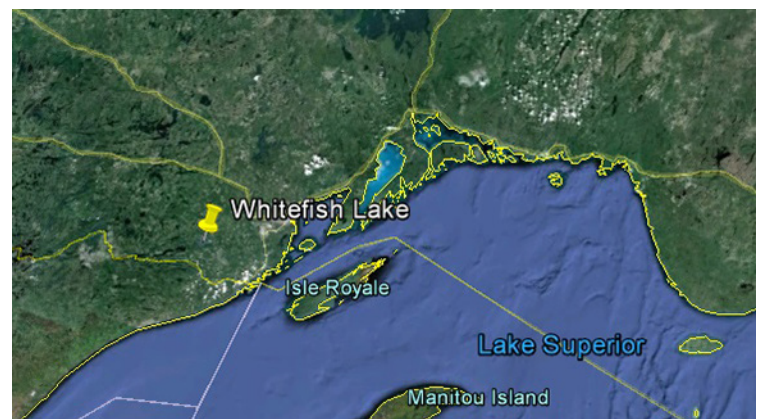 Whitefish Lake
Isle Royale
Lake Superior
Manitou Island